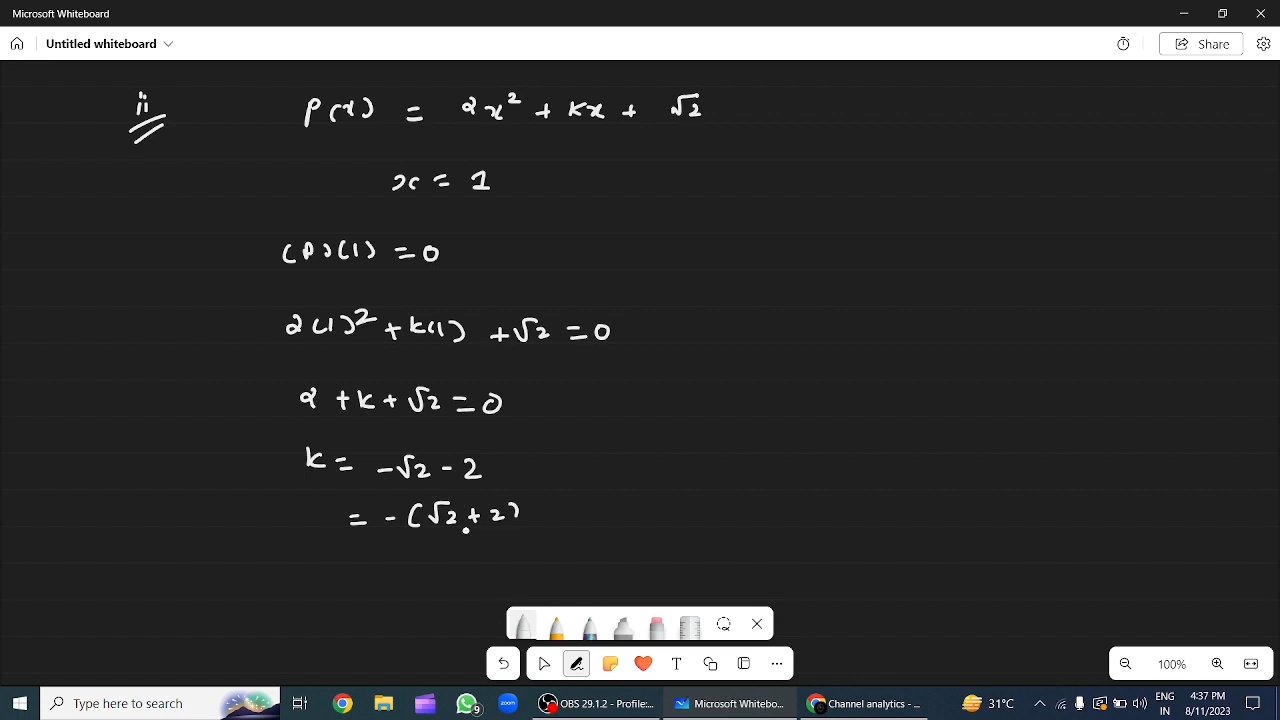 Microsoft Whiteboard
Untitled whiteboard
Share
ii
P(x) = 2x² + kx + √2
x = 1
(P)(1) = 0
2(1)² + k(1) + √2 = 0
2 + k + √2 = 0
k = -√2 - 2
= - (√2 + 2)
100%
Type here to search
9
zoom
OBS 29.1.2 - Profile...
Microsoft Whitebo...
Channel analytics - ...
31°C
ENG
IN
4:37 PM
8/11/2023